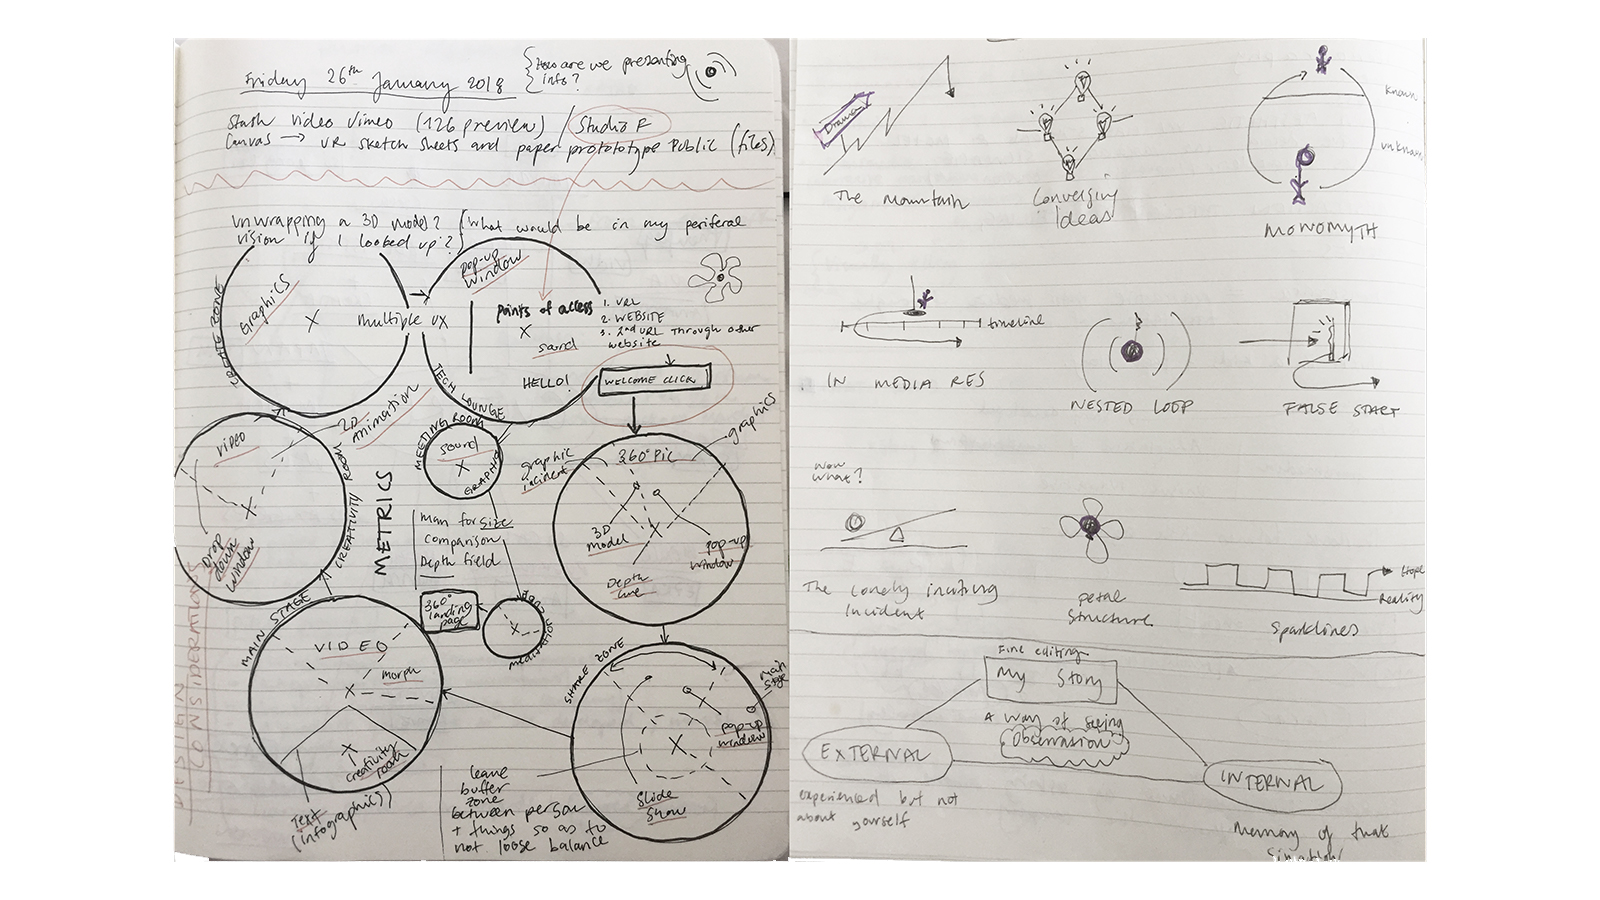 Friday 26th January 2018
How are we presenting
info?
Stash video vimeo (126 preview) / Studio F
Canvas → VR sketch sheets and paper protototype Public (files)
unwrapping a 3D model? What would be in my periferal
vision if I looked up?
CREATE ZONE
Graphics
X
multiple UX
pop-up
window
points of access
X
sound
1. URL
2. WEBSITE
3. 2nd URL through other
website
HELLO!
WELCOME CLICK
TECH LOUNGE
MEETING ROOM
sound
X
GRAPHIC
2D
animation
video
X
Drop
down
window
CREATIVITY ROOM
METRICS
graphic
incident
graphics
360° Pic
3D
model
X
pop-up
window
Depth
line
man for size
comparison
Depth field
360°
landing
page
X
meditation
MAIN STAGE
VIDEO
morph
X
X
creativity
room
Text
(infographics)
DESIGN
CONSIDERATIONS
SHARE ZONE
main
stage
pop-up
window
X
Slide
Show
leave
buffer
zone
between person
+ things so as to
not loose balance
Drama
The mountain
Converging
Ideas
known
unknown
MONOMYTH
timeline
IN MEDIA RES
NESTED LOOP
FALSE START
now
what?
The lonely inciting
Incident
petal
structure
Hope
Reality
Sparklines
Fine editing
My Story
A way of seeing
Observation
EXTERNAL
INTERNAL
experienced but not
about yourself
Memory of that